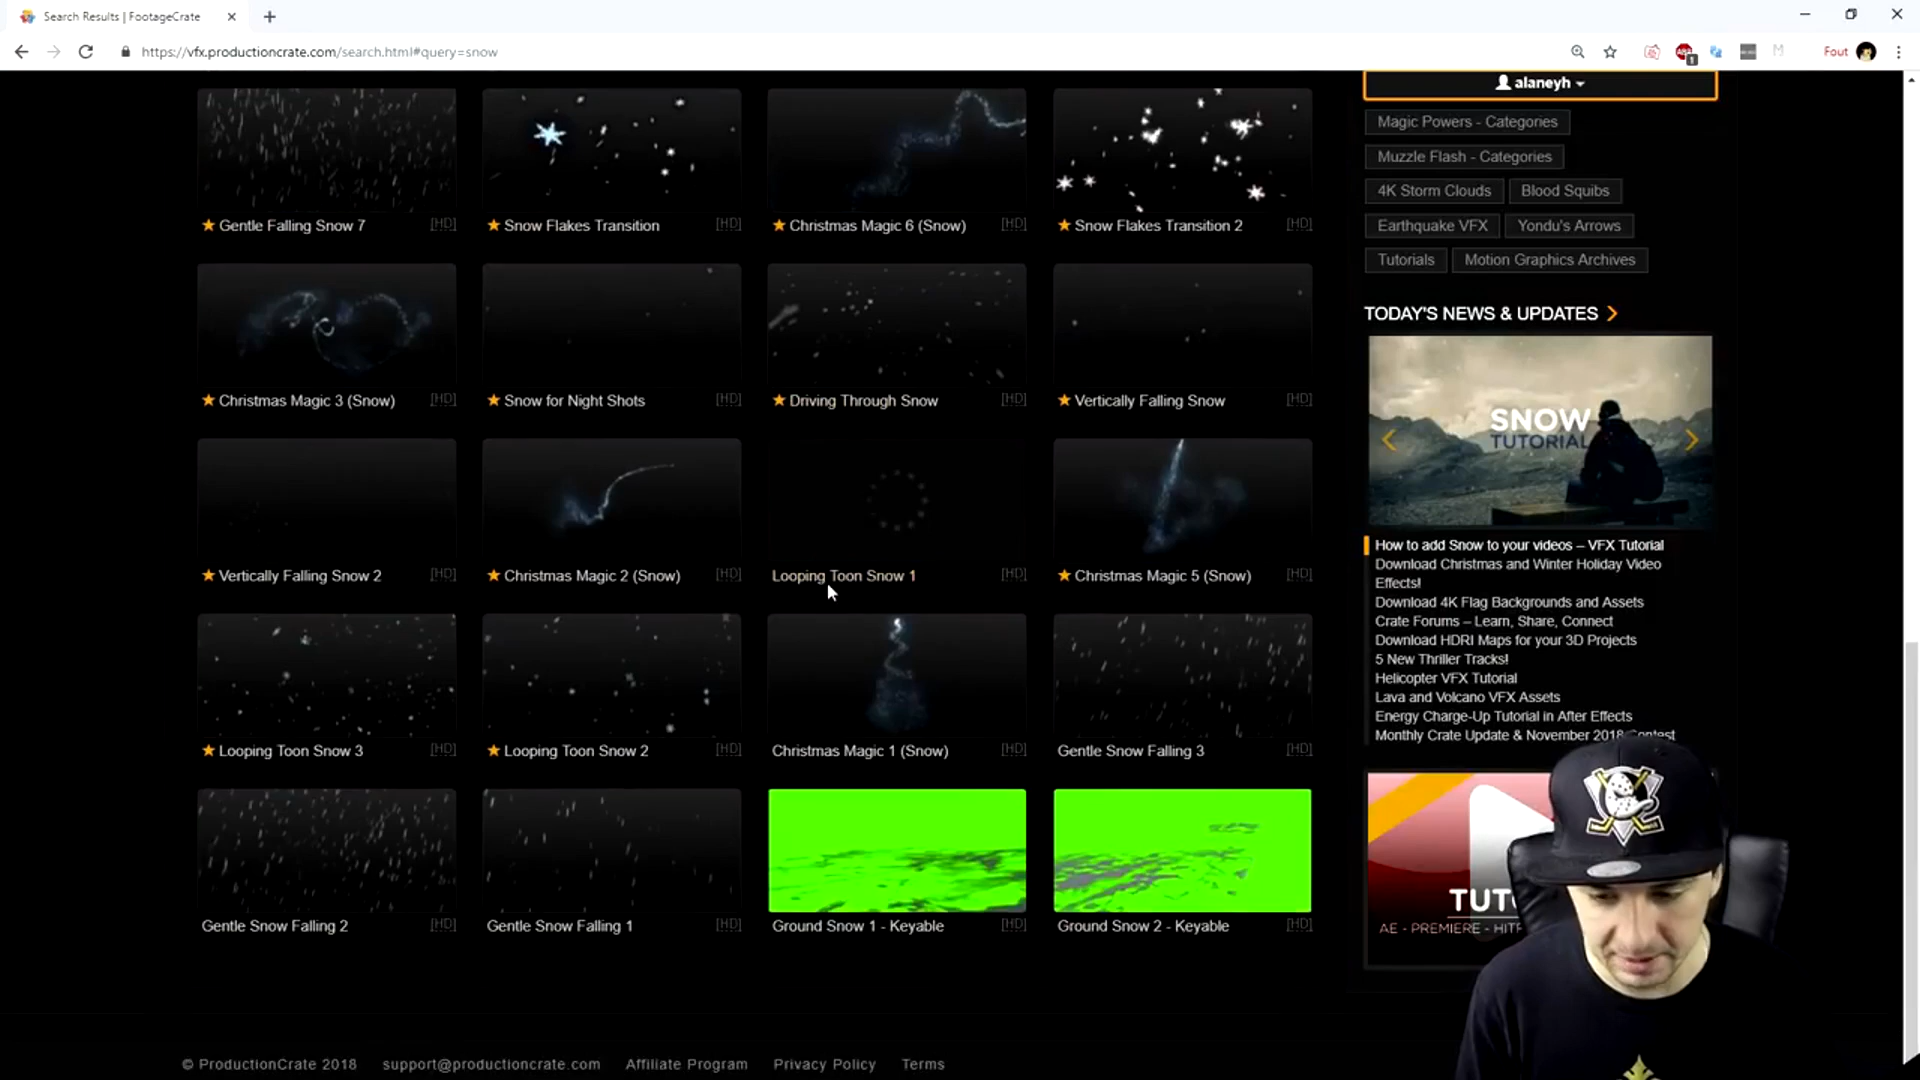 Search Results | FootageCrate
https://vfx.productioncrate.com/search.html#query=snow
Fout
alaneyh
Gentle Falling Snow 7 [HD]
Snow Flakes Transition [HD]
Christmas Magic 6 (Snow) [HD]
Snow Flakes Transition 2 [HD]
Christmas Magic 3 (Snow) [HD]
Snow for Night Shots [HD]
Driving Through Snow [HD]
Vertically Falling Snow [HD]
Vertically Falling Snow 2 [HD]
Christmas Magic 2 (Snow) [HD]
Looping Toon Snow 1 [HD]
Christmas Magic 5 (Snow) [HD]
Looping Toon Snow 3 [HD]
Looping Toon Snow 2 [HD]
Christmas Magic 1 (Snow) [HD]
Gentle Snow Falling 3 [HD]
Gentle Snow Falling 2 [HD]
Gentle Snow Falling 1 [HD]
Ground Snow 1 - Keyable [HD]
Ground Snow 2 - Keyable [HD]
Magic Powers - Categories
Muzzle Flash - Categories
4K Storm Clouds Blood Squibs
Earthquake VFX Yondu's Arrows
Tutorials Motion Graphics Archives
TODAY'S NEWS & UPDATES
SNOW
TUTORIAL
How to add Snow to your videos – VFX Tutorial
Download Christmas and Winter Holiday Video
Effects!
Download 4K Flag Backgrounds and Assets
Crate Forums – Learn, Share, Connect
Download HDRI Maps for your 3D Projects
5 New Thriller Tracks!
Helicopter VFX Tutorial
Lava and Volcano VFX Assets
Energy Charge-Up Tutorial in After Effects
Monthly Crate Update & November 2018 Contest
TUT
AE - PREMIERE - HITF
© ProductionCrate 2018 support@productioncrate.com Affiliate Program Privacy Policy Terms